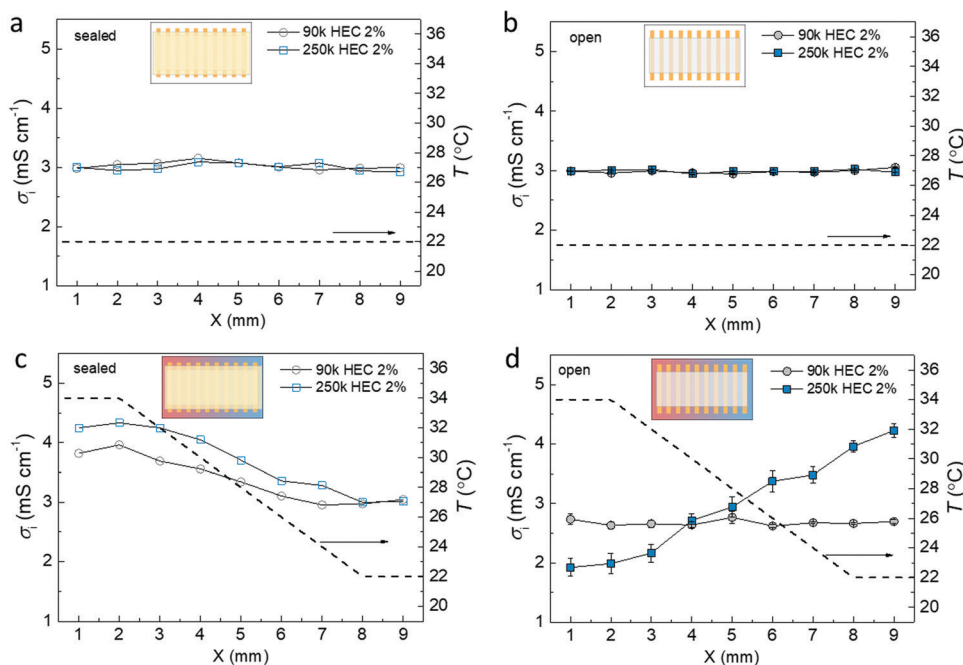 a
sealed
90k HEC 2%
250k HEC 2%
5
4
3
2
1
σi (mS cm⁻¹)
36
34
32
30
28
26
24
22
20
T (°C)
1 2 3 4 5 6 7 8 9
X (mm)
b
open
90k HEC 2%
250k HEC 2%
5
4
3
2
1
σi (mS cm⁻¹)
36
34
32
30
28
26
24
22
20
T (°C)
1 2 3 4 5 6 7 8 9
X (mm)
c
sealed
90k HEC 2%
250k HEC 2%
5
4
3
2
1
σi (mS cm⁻¹)
36
34
32
30
28
26
24
22
20
T (°C)
1 2 3 4 5 6 7 8 9
X (mm)
d
open
90k HEC 2%
250k HEC 2%
5
4
3
2
1
σi (mS cm⁻¹)
36
34
32
30
28
26
24
22
20
T (°C)
1 2 3 4 5 6 7 8 9
X (mm)